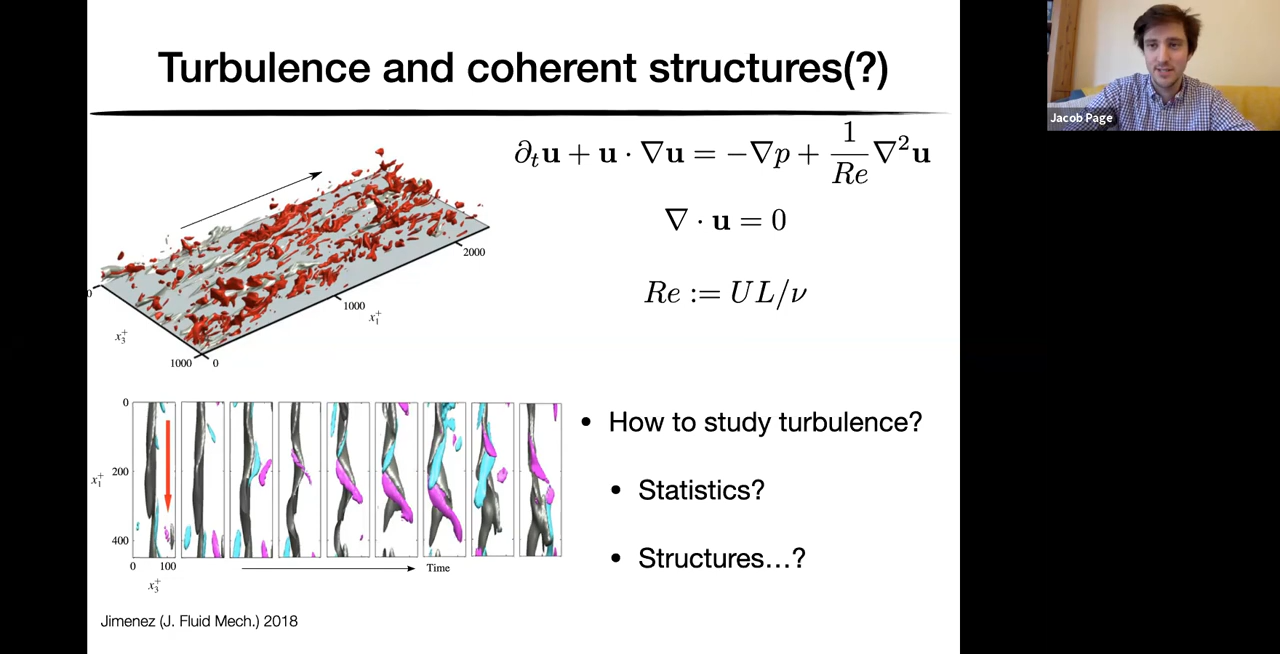 Turbulence and coherent structures(?)
Jacob Page
∂ₜu + u · ∇u = −∇p + 1/Re ∇²u
∇ · u = 0
Re := UL/ν
0
2000
1000
x₁⁺
x₃⁺
1000
0
0
x₁⁺
200
400
0
100
x₃⁺
Time
• How to study turbulence?
• Statistics?
• Structures…?
Jimenez (J. Fluid Mech.) 2018